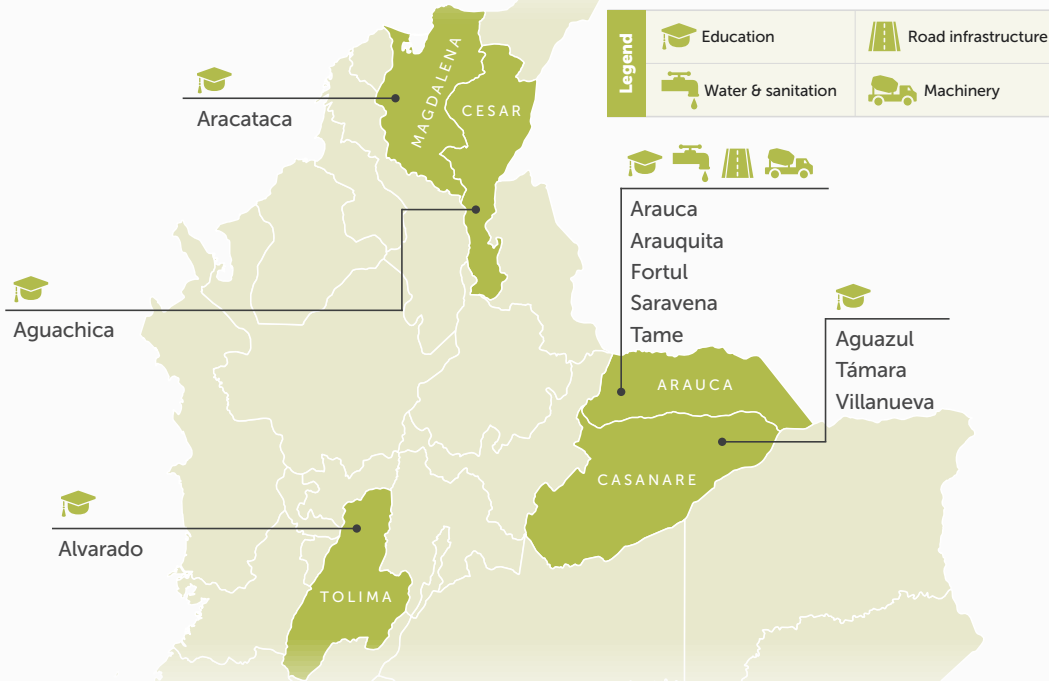 Legend
Education
Road infrastructure
Water & sanitation
Machinery
Aracataca
MAGDALENA
CESAR
Arauca
Arauquita
Fortul
Saravena
Tame
Aguachica
Aguazul
Támara
Villanueva
ARAUCA
CASANARE
Alvarado
TOLIMA